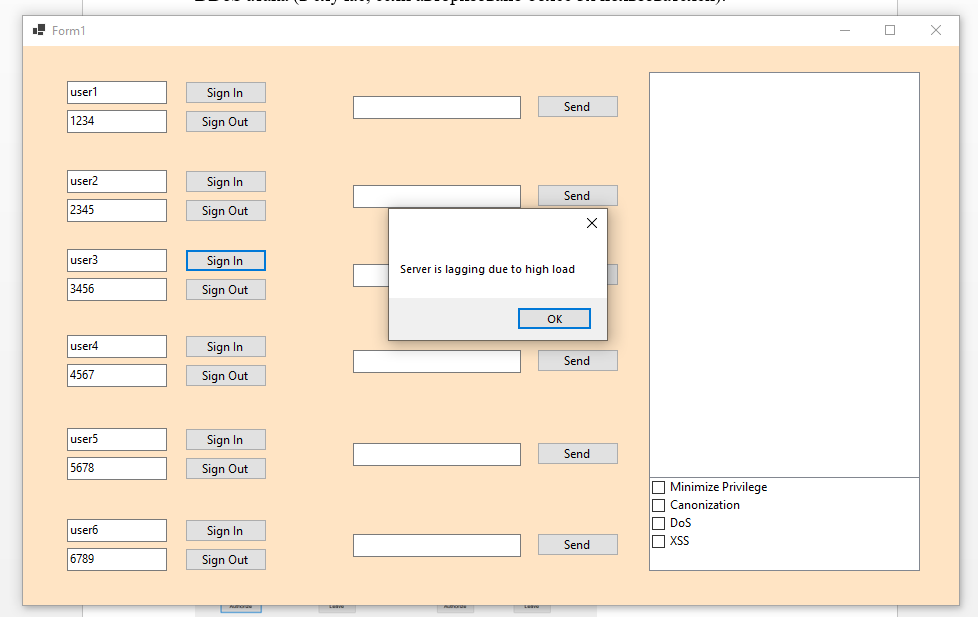 Form1
user1 Sign In
1234 Sign Out
Send
user2 Sign In
2345 Sign Out
Send
user3 Sign In
3456 Sign Out
Server is lagging due to high load
OK
user4 Sign In
4567 Sign Out
Send
user5 Sign In
5678 Sign Out
Send
user6 Sign In
6789 Sign Out
Send
Minimize Privilege
Canonization
DoS
XSS